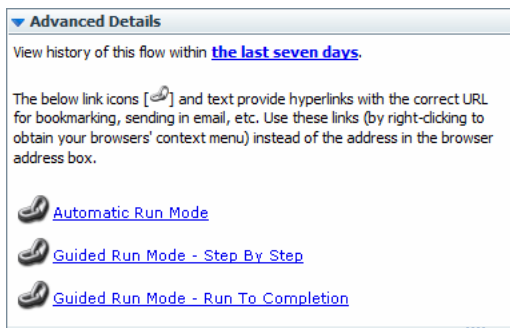 Advanced Details
View history of this flow within the last seven days.
The below link icons [ ] and text provide hyperlinks with the correct URL
for bookmarking, sending in email, etc. Use these links (by right-clicking to
obtain your browsers' context menu) instead of the address in the browser
address box.
Automatic Run Mode
Guided Run Mode - Step By Step
Guided Run Mode - Run To Completion